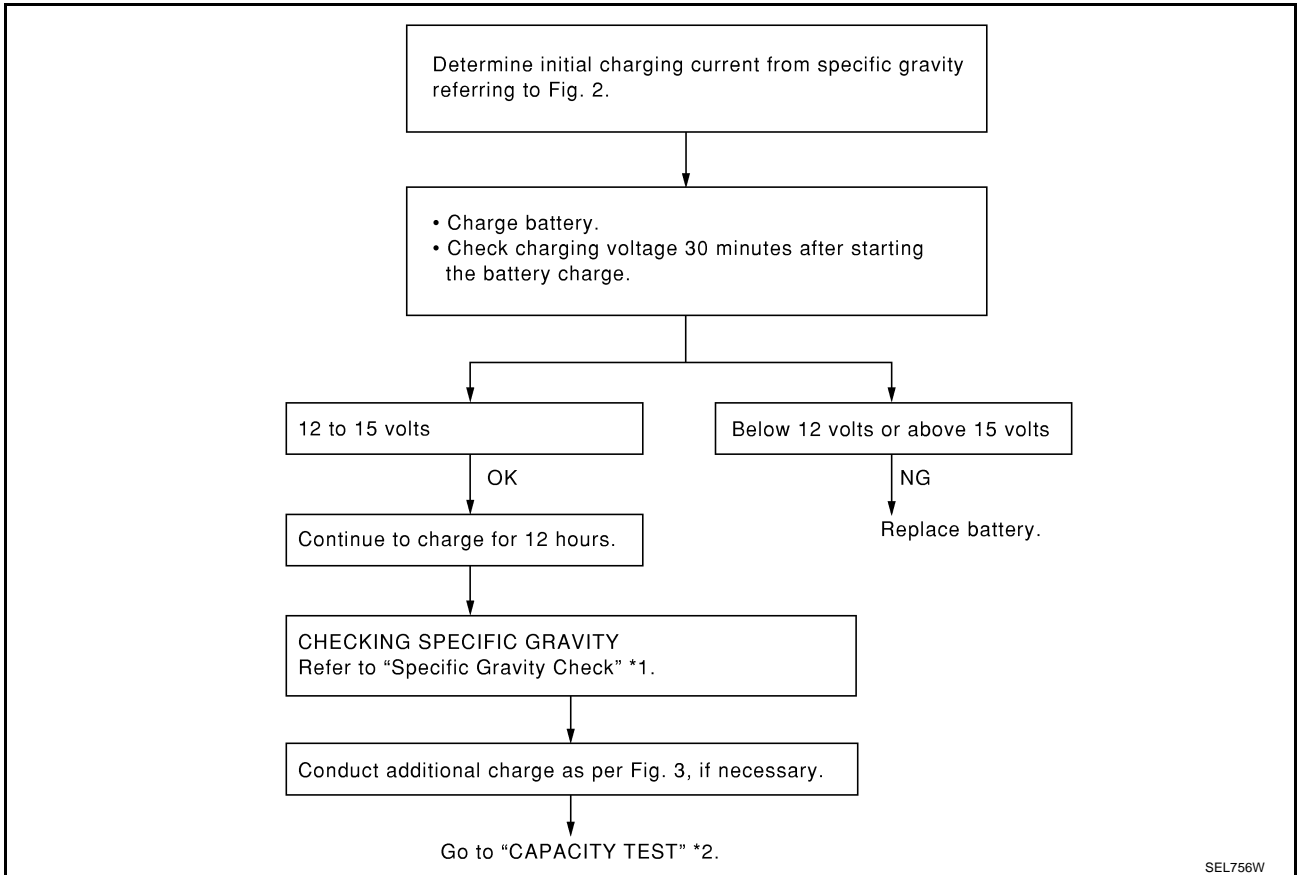 Determine initial charging current from specific gravity
referring to Fig. 2.
• Charge battery.
• Check charging voltage 30 minutes after starting
the battery charge.
12 to 15 volts
Below 12 volts or above 15 volts
OK
NG
Continue to charge for 12 hours.
Replace battery.
CHECKING SPECIFIC GRAVITY
Refer to “Specific Gravity Check” *1.
Conduct additional charge as per Fig. 3, if necessary.
Go to “CAPACITY TEST” *2.
SEL756W